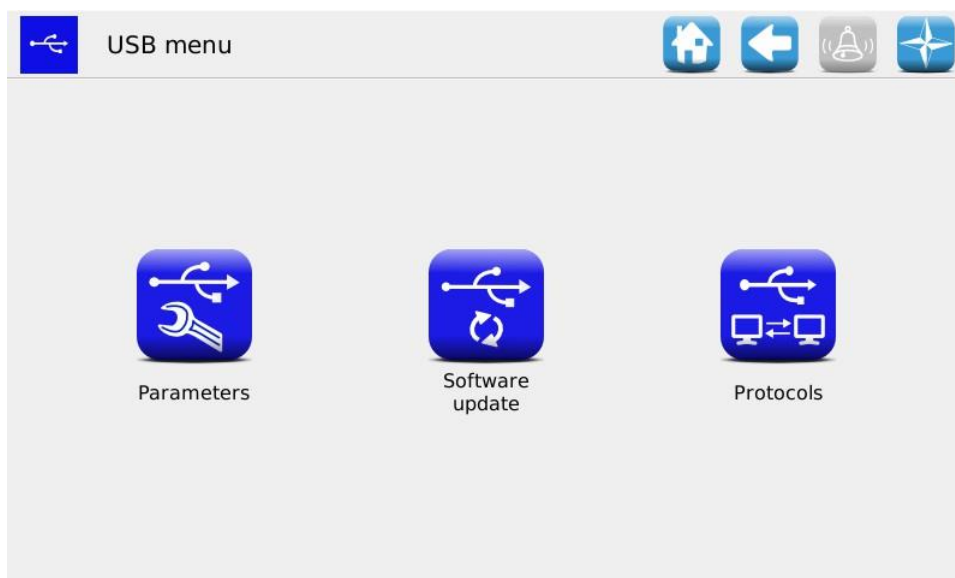 USB menu
Parameters
Software
update
Protocols